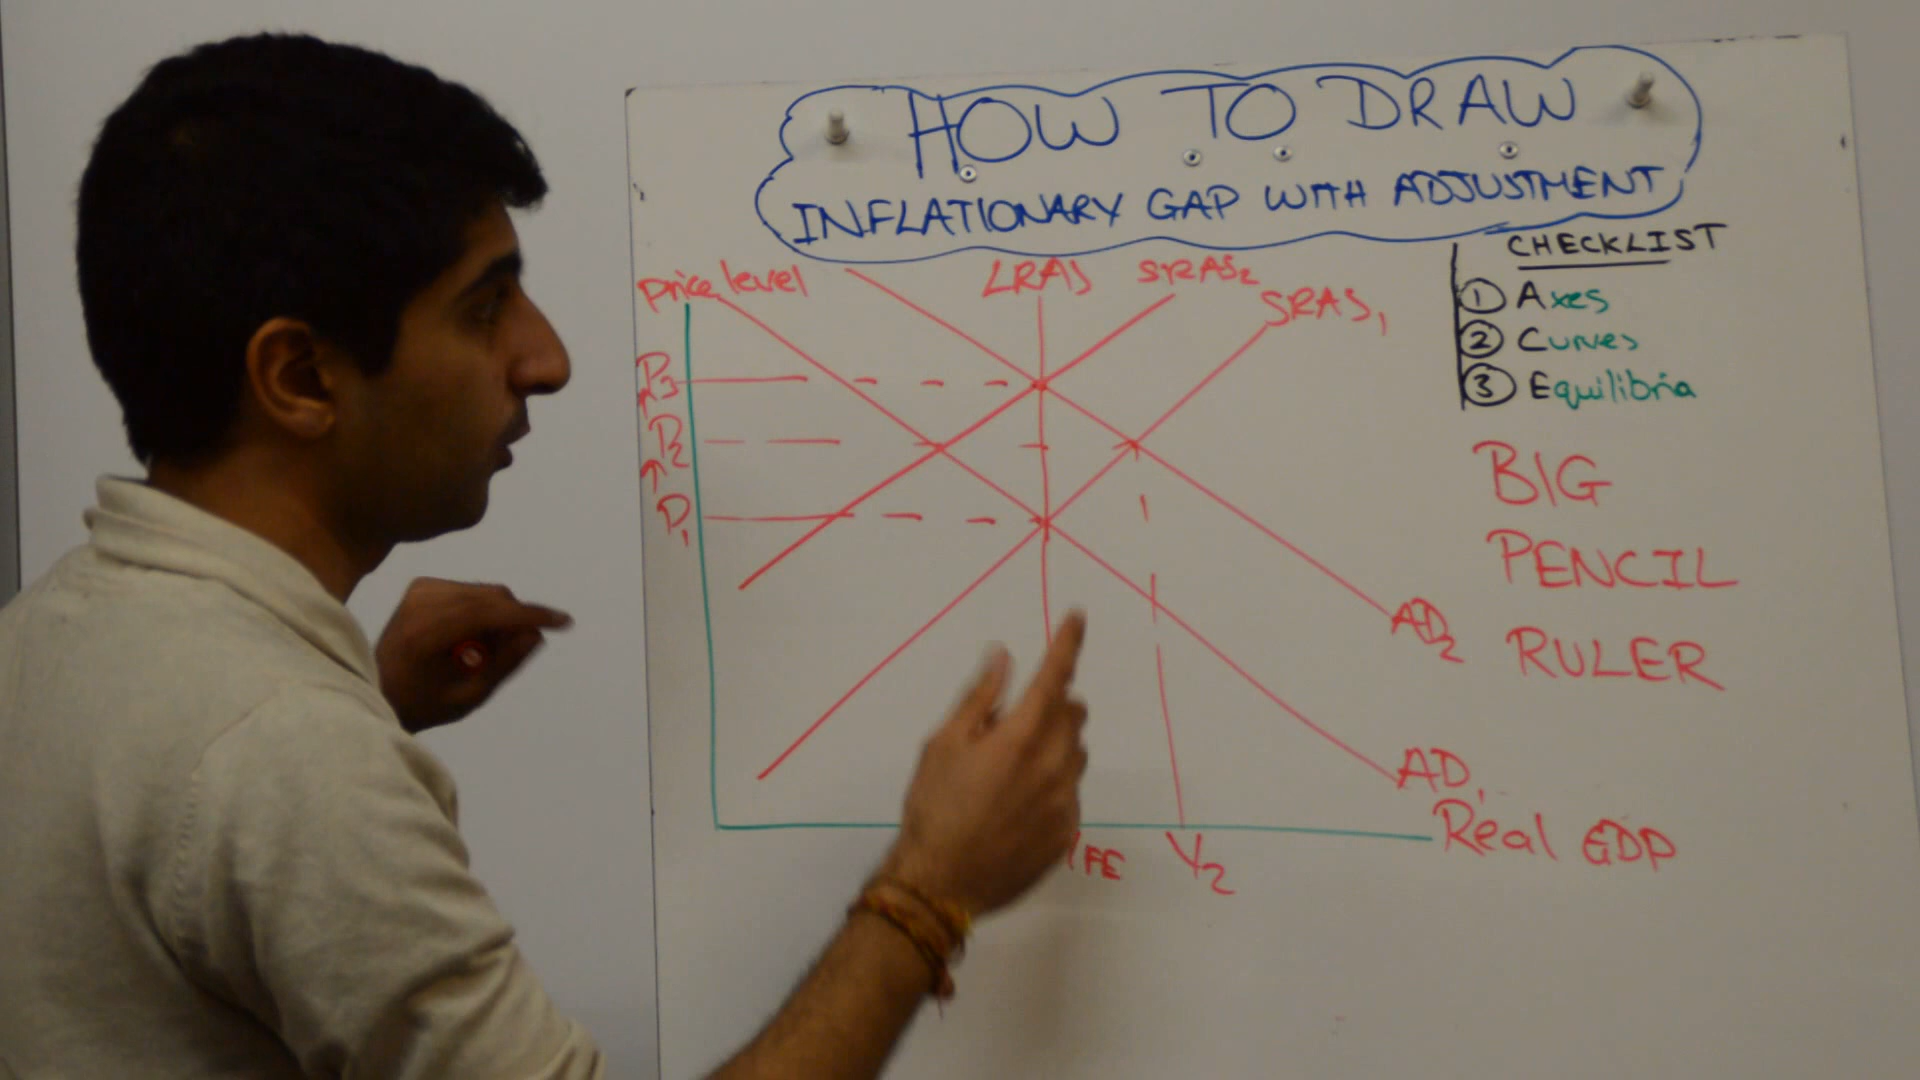 HOW TO DRAW
INFLATIONARY GAP WITH ADJUSTMENT
CHECKLIST
① Axes
② Curves
③ Equilibria
BIG
PENCIL
RULER
Price level
LRAS
SRAS₂
SRAS₁
P₃
P₂
P₁
AD₂
AD₁
Real GDP
YFE
Y₂